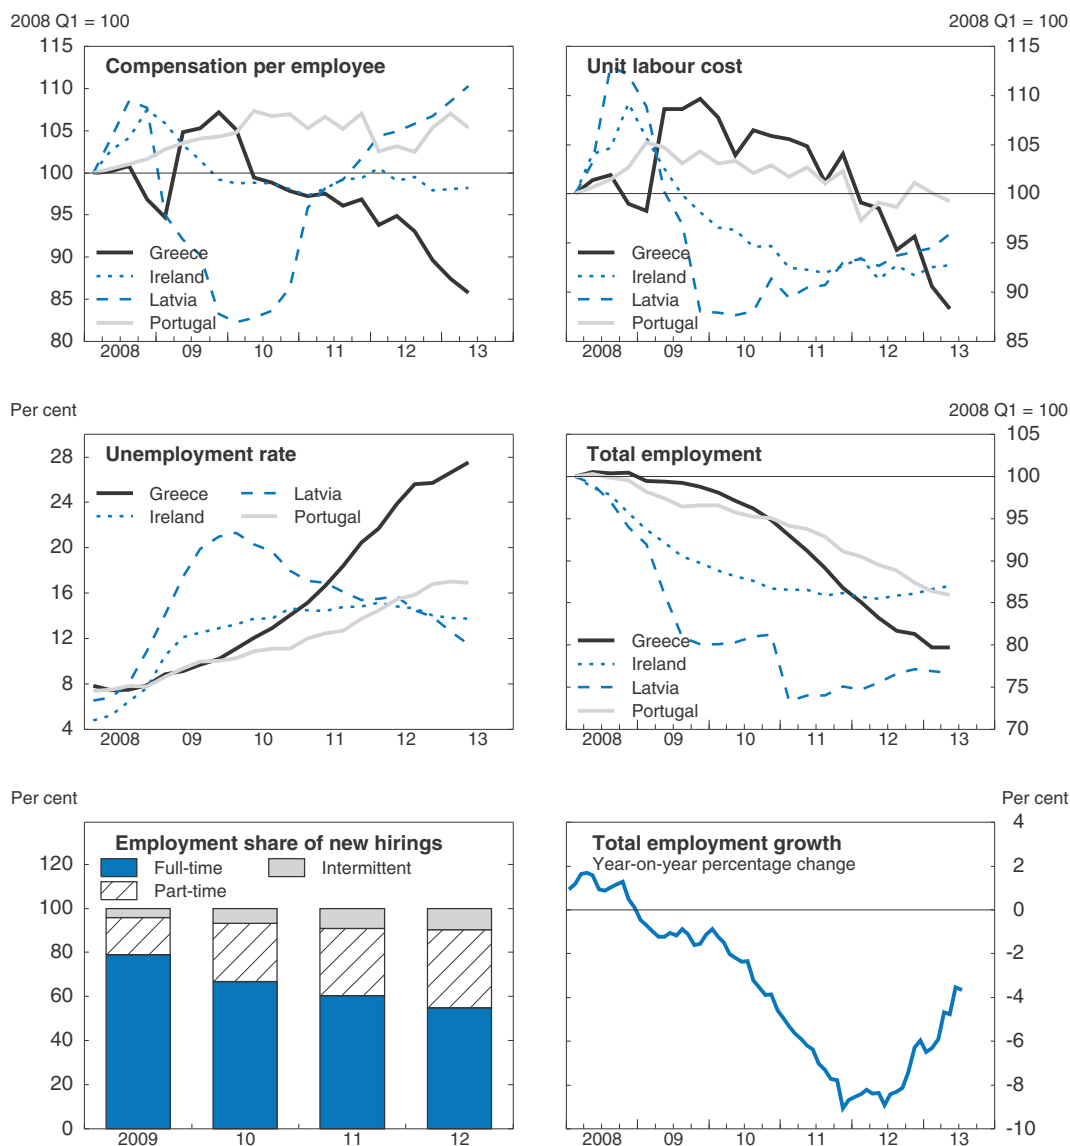 2008 Q1 = 100
2008 Q1 = 100
Compensation per employee
115
110
105
100
95
90
85
80
Greece
Ireland
Latvia
Portugal
2008 09 10 11 12 13
Unit labour cost
115
110
105
100
95
90
85
Greece
Ireland
Latvia
Portugal
2008 09 10 11 12 13
Per cent
2008 Q1 = 100
Unemployment rate
28
24
20
16
12
8
4
Greece
Ireland
Latvia
Portugal
2008 09 10 11 12 13
Total employment
105
100
95
90
85
80
75
70
Greece
Ireland
Latvia
Portugal
2008 09 10 11 12 13
Per cent
Per cent
Employment share of new hirings
Full-time
Part-time
Intermittent
120
100
80
60
40
20
0
2009 10 11 12
Total employment growth
Year-on-year percentage change
4
2
0
-2
-4
-6
-8
-10
2008 09 10 11 12 13